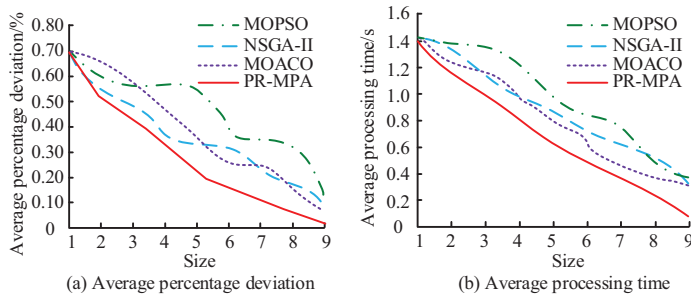 Average percentage deviation/%
0.80
0.70
0.60
0.50
0.40
0.30
0.20
0.10
0.00
1 2 3 4 5 6 7 8 9
Size
MOPSO
NSGA-II
MOACO
PR-MPA
(a) Average percentage deviation
Average processing time/s
1.6
1.4
1.2
1.0
0.8
0.6
0.4
0.2
0
1 2 3 4 5 6 7 8 9
Size
MOPSO
NSGA-II
MOACO
PR-MPA
(b) Average processing time